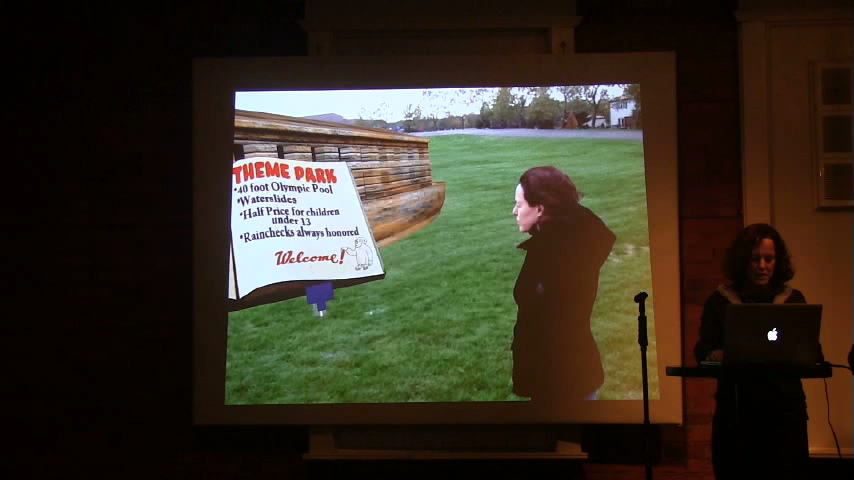 THEME PARK
•40 foot Olympic Pool
•Waterslides
•Half Price for children
under 13
•Rainchecks always honored
Welcome!